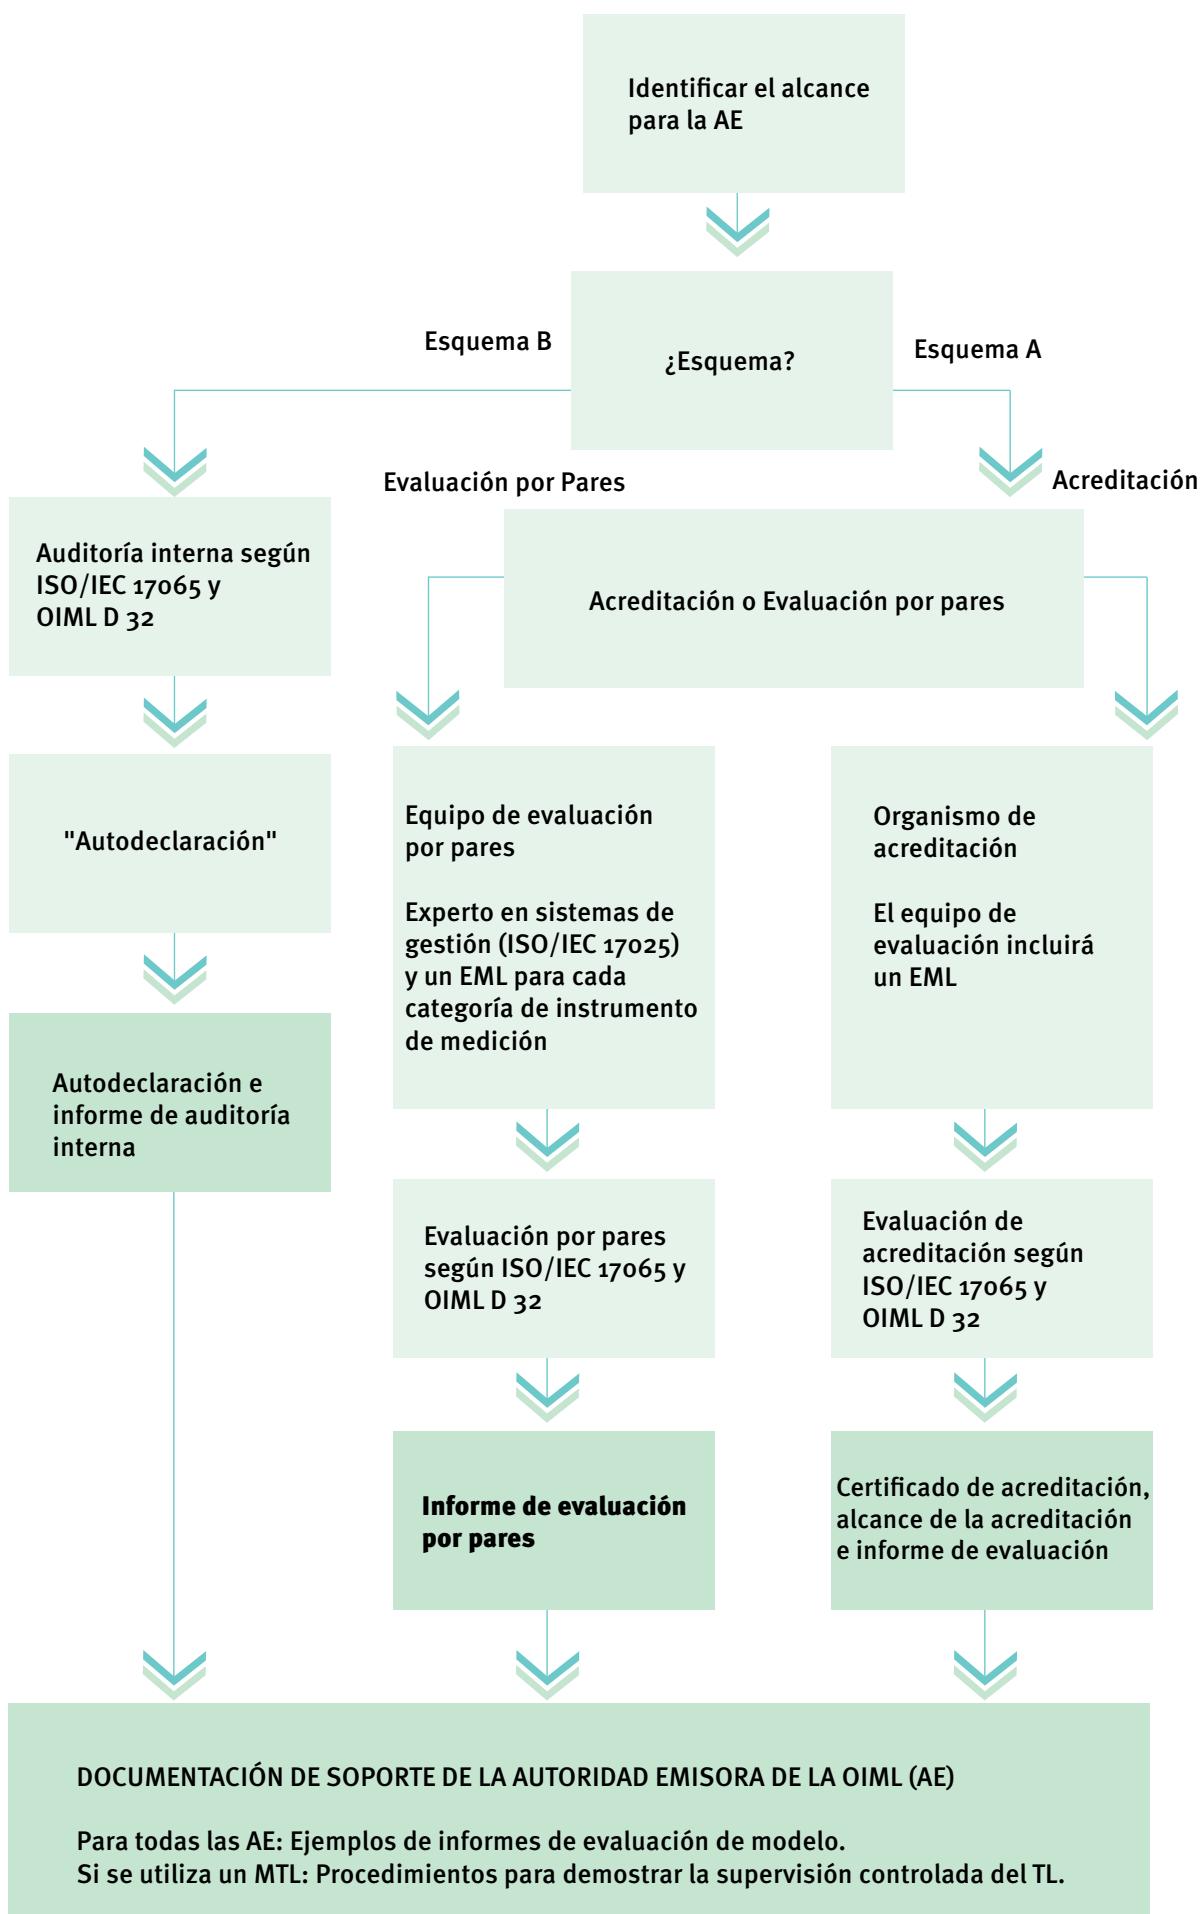 Identificar el alcance
para la AE
Esquema B
¿Esquema?
Esquema A
Evaluación por Pares
Acreditación
Auditoría interna según
ISO/IEC 17065 y
OIML D 32
Acreditación o Evaluación por pares
"Autodeclaración"
Equipo de evaluación
por pares
Experto en sistemas de
gestión (ISO/IEC 17025)
y un EML para cada
categoría de instrumento
de medición
Organismo de
acreditación
El equipo de
evaluación incluirá
un EML
Autodeclaración e
informe de auditoría
interna
Evaluación por pares
según ISO/IEC 17065 y
OIML D 32
Evaluación de
acreditación según
ISO/IEC 17065 y
OIML D 32
Informe de evaluación
por pares
Certificado de acreditación,
alcance de la acreditación
e informe de evaluación
DOCUMENTACIÓN DE SOPORTE DE LA AUTORIDAD EMISORA DE LA OIML (AE)
Para todas las AE: Ejemplos de informes de evaluación de modelo.
Si se utiliza un MTL: Procedimientos para demostrar la supervisión controlada del TL.